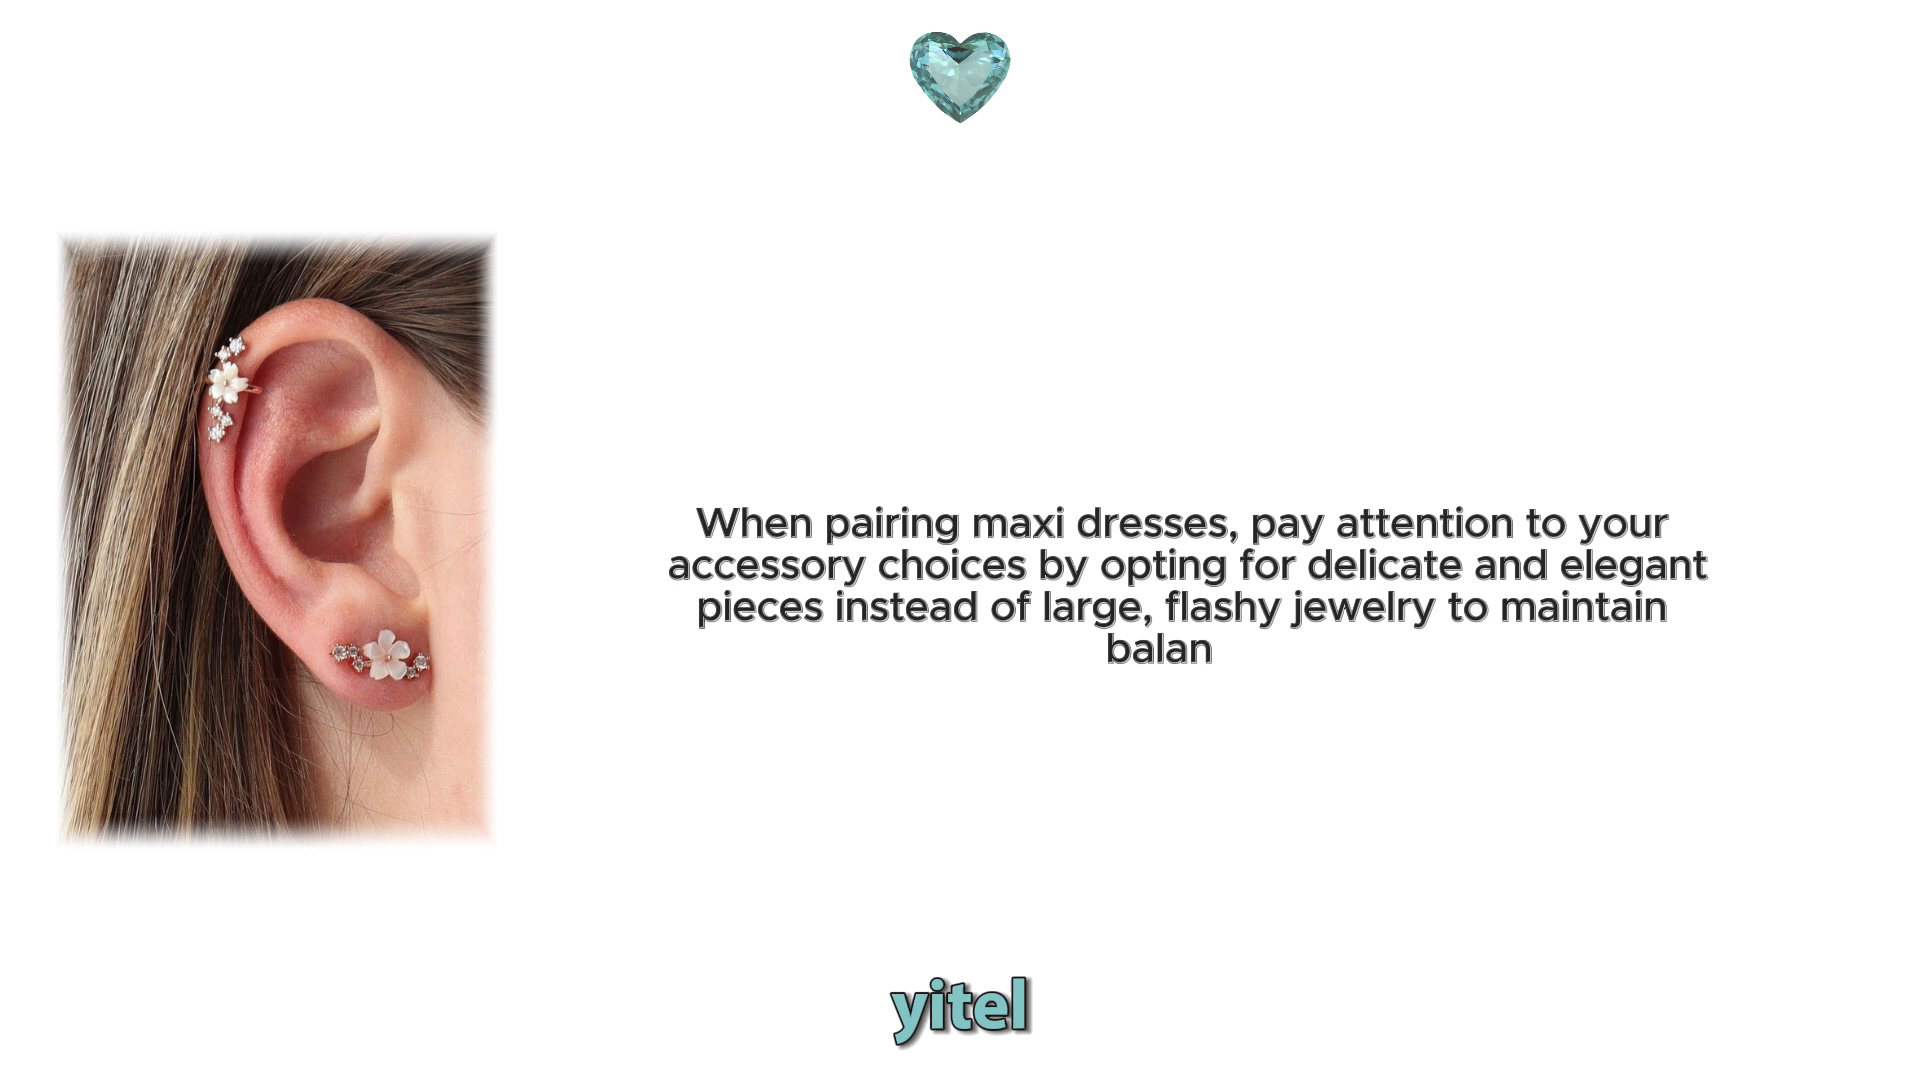 When pairing maxi dresses, pay attention to your
accessory choices by opting for delicate and elegant
pieces instead of large, flashy jewelry to maintain
balan
yitel